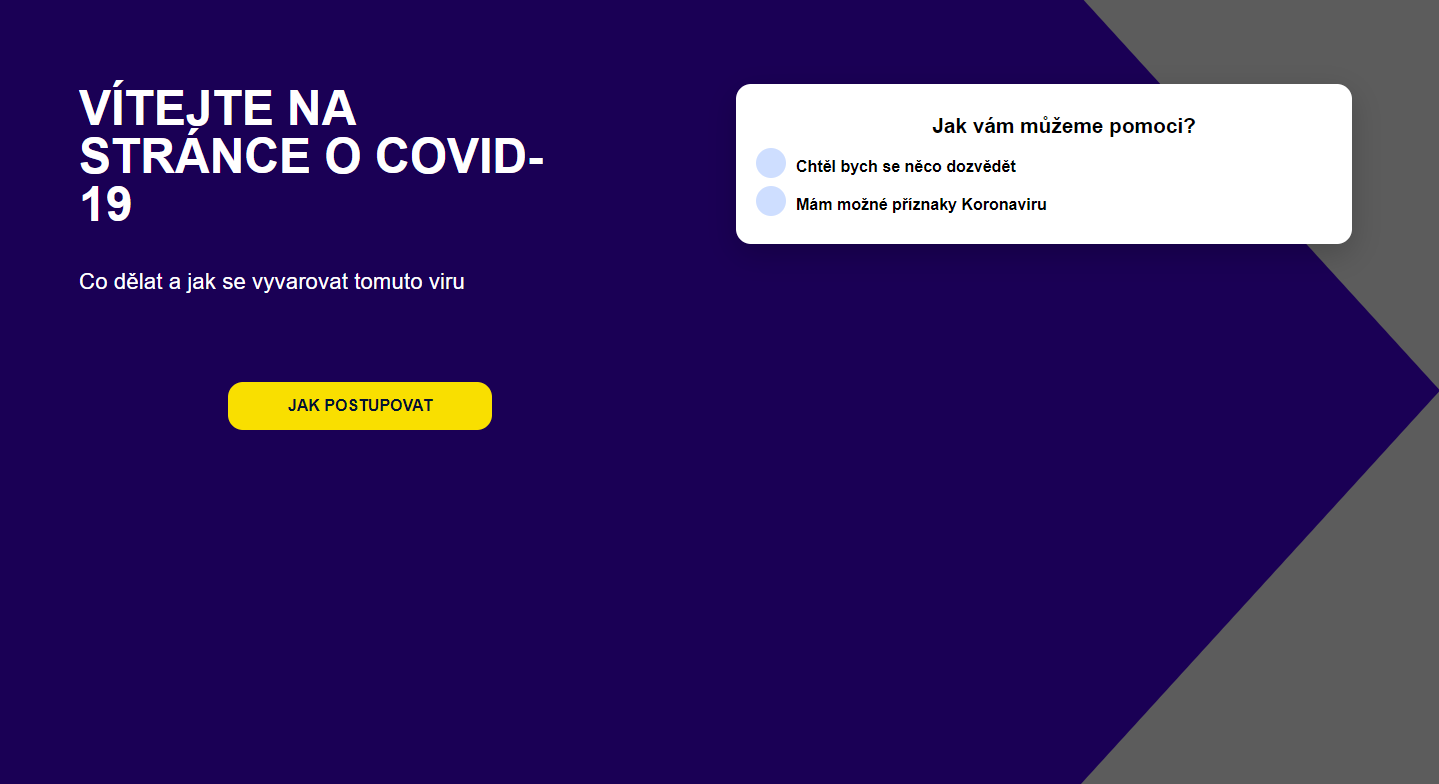 VÍTEJTE NA
STRÁNCE O COVID-
19
Co dělat a jak se vyvarovat tomuto viru
JAK POSTUPOVAT
Jak vám můžeme pomoci?
Chtěl bych se něco dozvědět
Mám možné příznaky Koronaviru